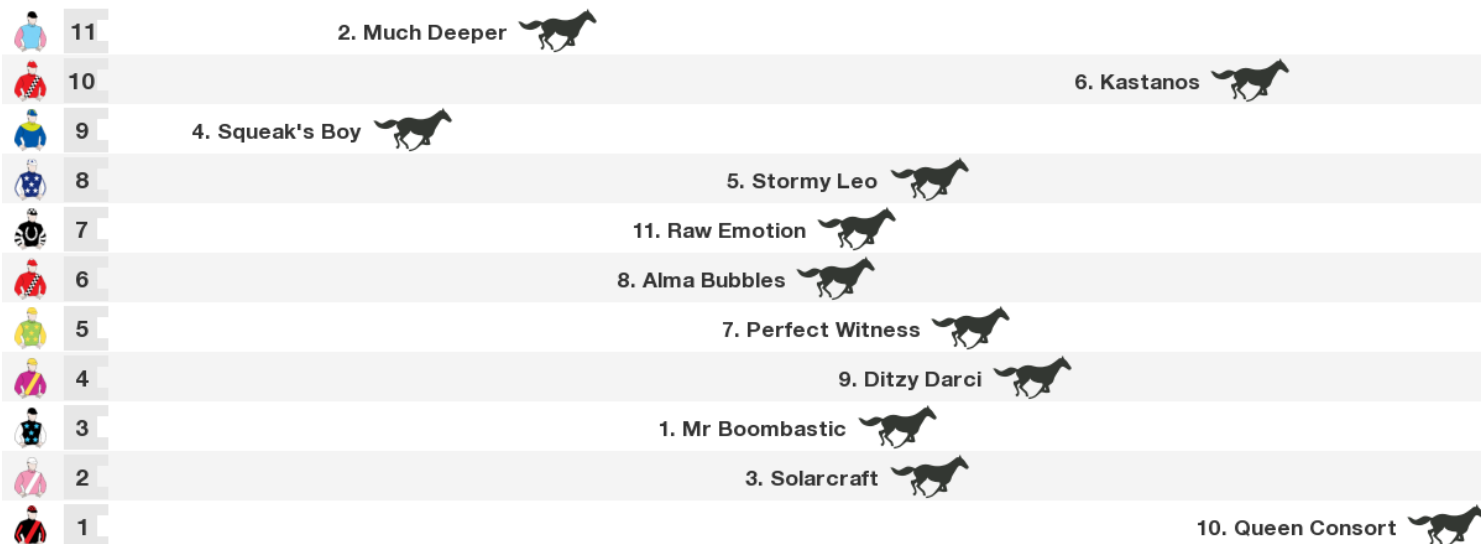 11 2. Much Deeper
10 6. Kastanos
9 4. Squeak's Boy
8 5. Stormy Leo
7 11. Raw Emotion
6 8. Alma Bubbles
5 7. Perfect Witness
4 9. Ditzy Darci
3 1. Mr Boombastic
2 3. Solarcraft
1 10. Queen Consort